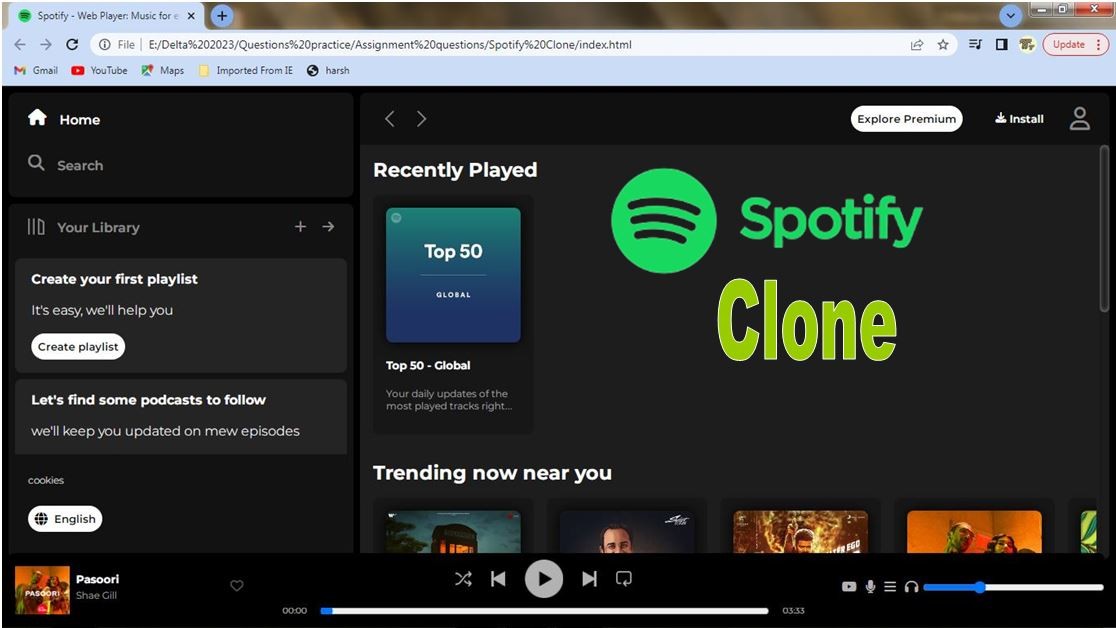 Spotify - Web Player: Music for e
File
E:/Delta%202023/Questions%20practice/Assignment%20questions/Spotify%20Clone/index.html
Update
Gmail
YouTube
Maps
Imported From IE
harsh
Home
Search
Your Library
Create your first playlist
It's easy, we'll help you
Create playlist
Let's find some podcasts to follow
we'll keep you updated on mew episodes
cookies
English
Explore Premium
Install
Recently Played
Top 50
GLOBAL
Top 50 - Global
Your daily updates of the
most played tracks right...
Spotify
Clone
Trending now near you
PASOORI
Pasoori
Shae Gill
00:00
03:33